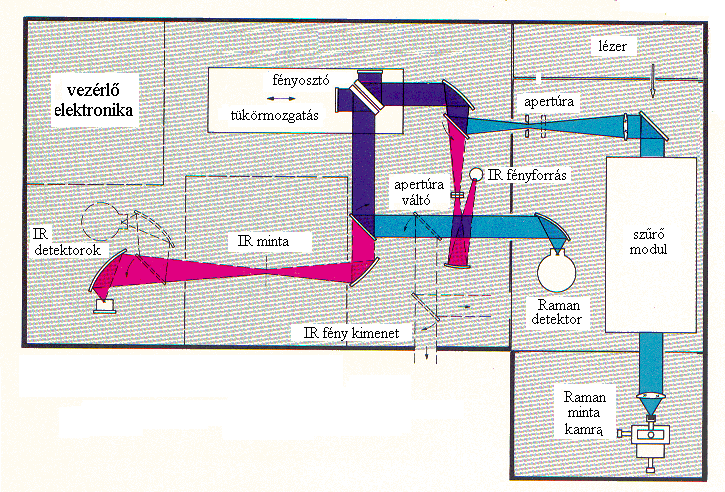 vezérlő
elektronika
fényosztó
tükörmozgatás
lézer
apertúra
IR fényforrás
apertúra
váltó
IR
detektorok
IR minta
szűrő
modul
Raman
detektor
IR fény kimenet
Raman
minta
kamrą